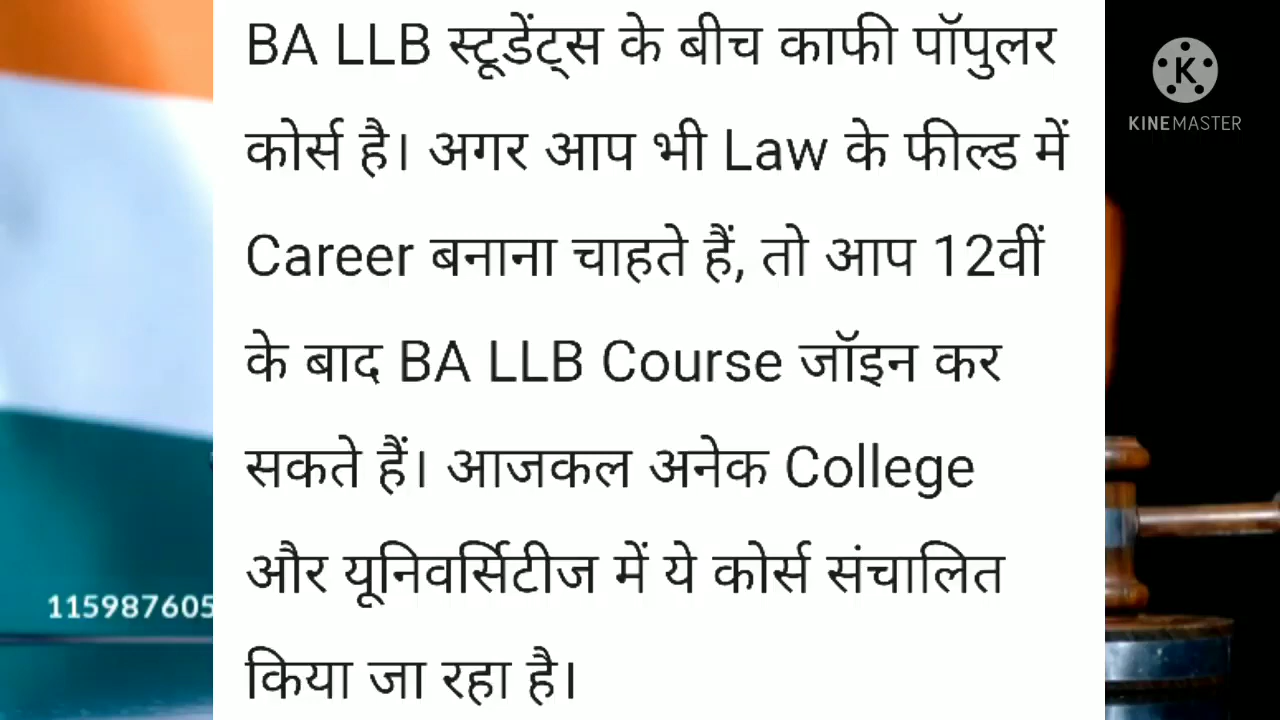 BA LLB स्टूडेंट्स के बीच काफी पॉपुलर
कोर्स है। अगर आप भी Law के फील्ड में
Career बनाना चाहते हैं, तो आप 12वीं
के बाद BA LLB Course जॉइन कर
सकते हैं। आजकल अनेक College
और यूनिवर्सिटीज में ये कोर्स संचालित
किया जा रहा है।
K
KINEMASTER
115987605